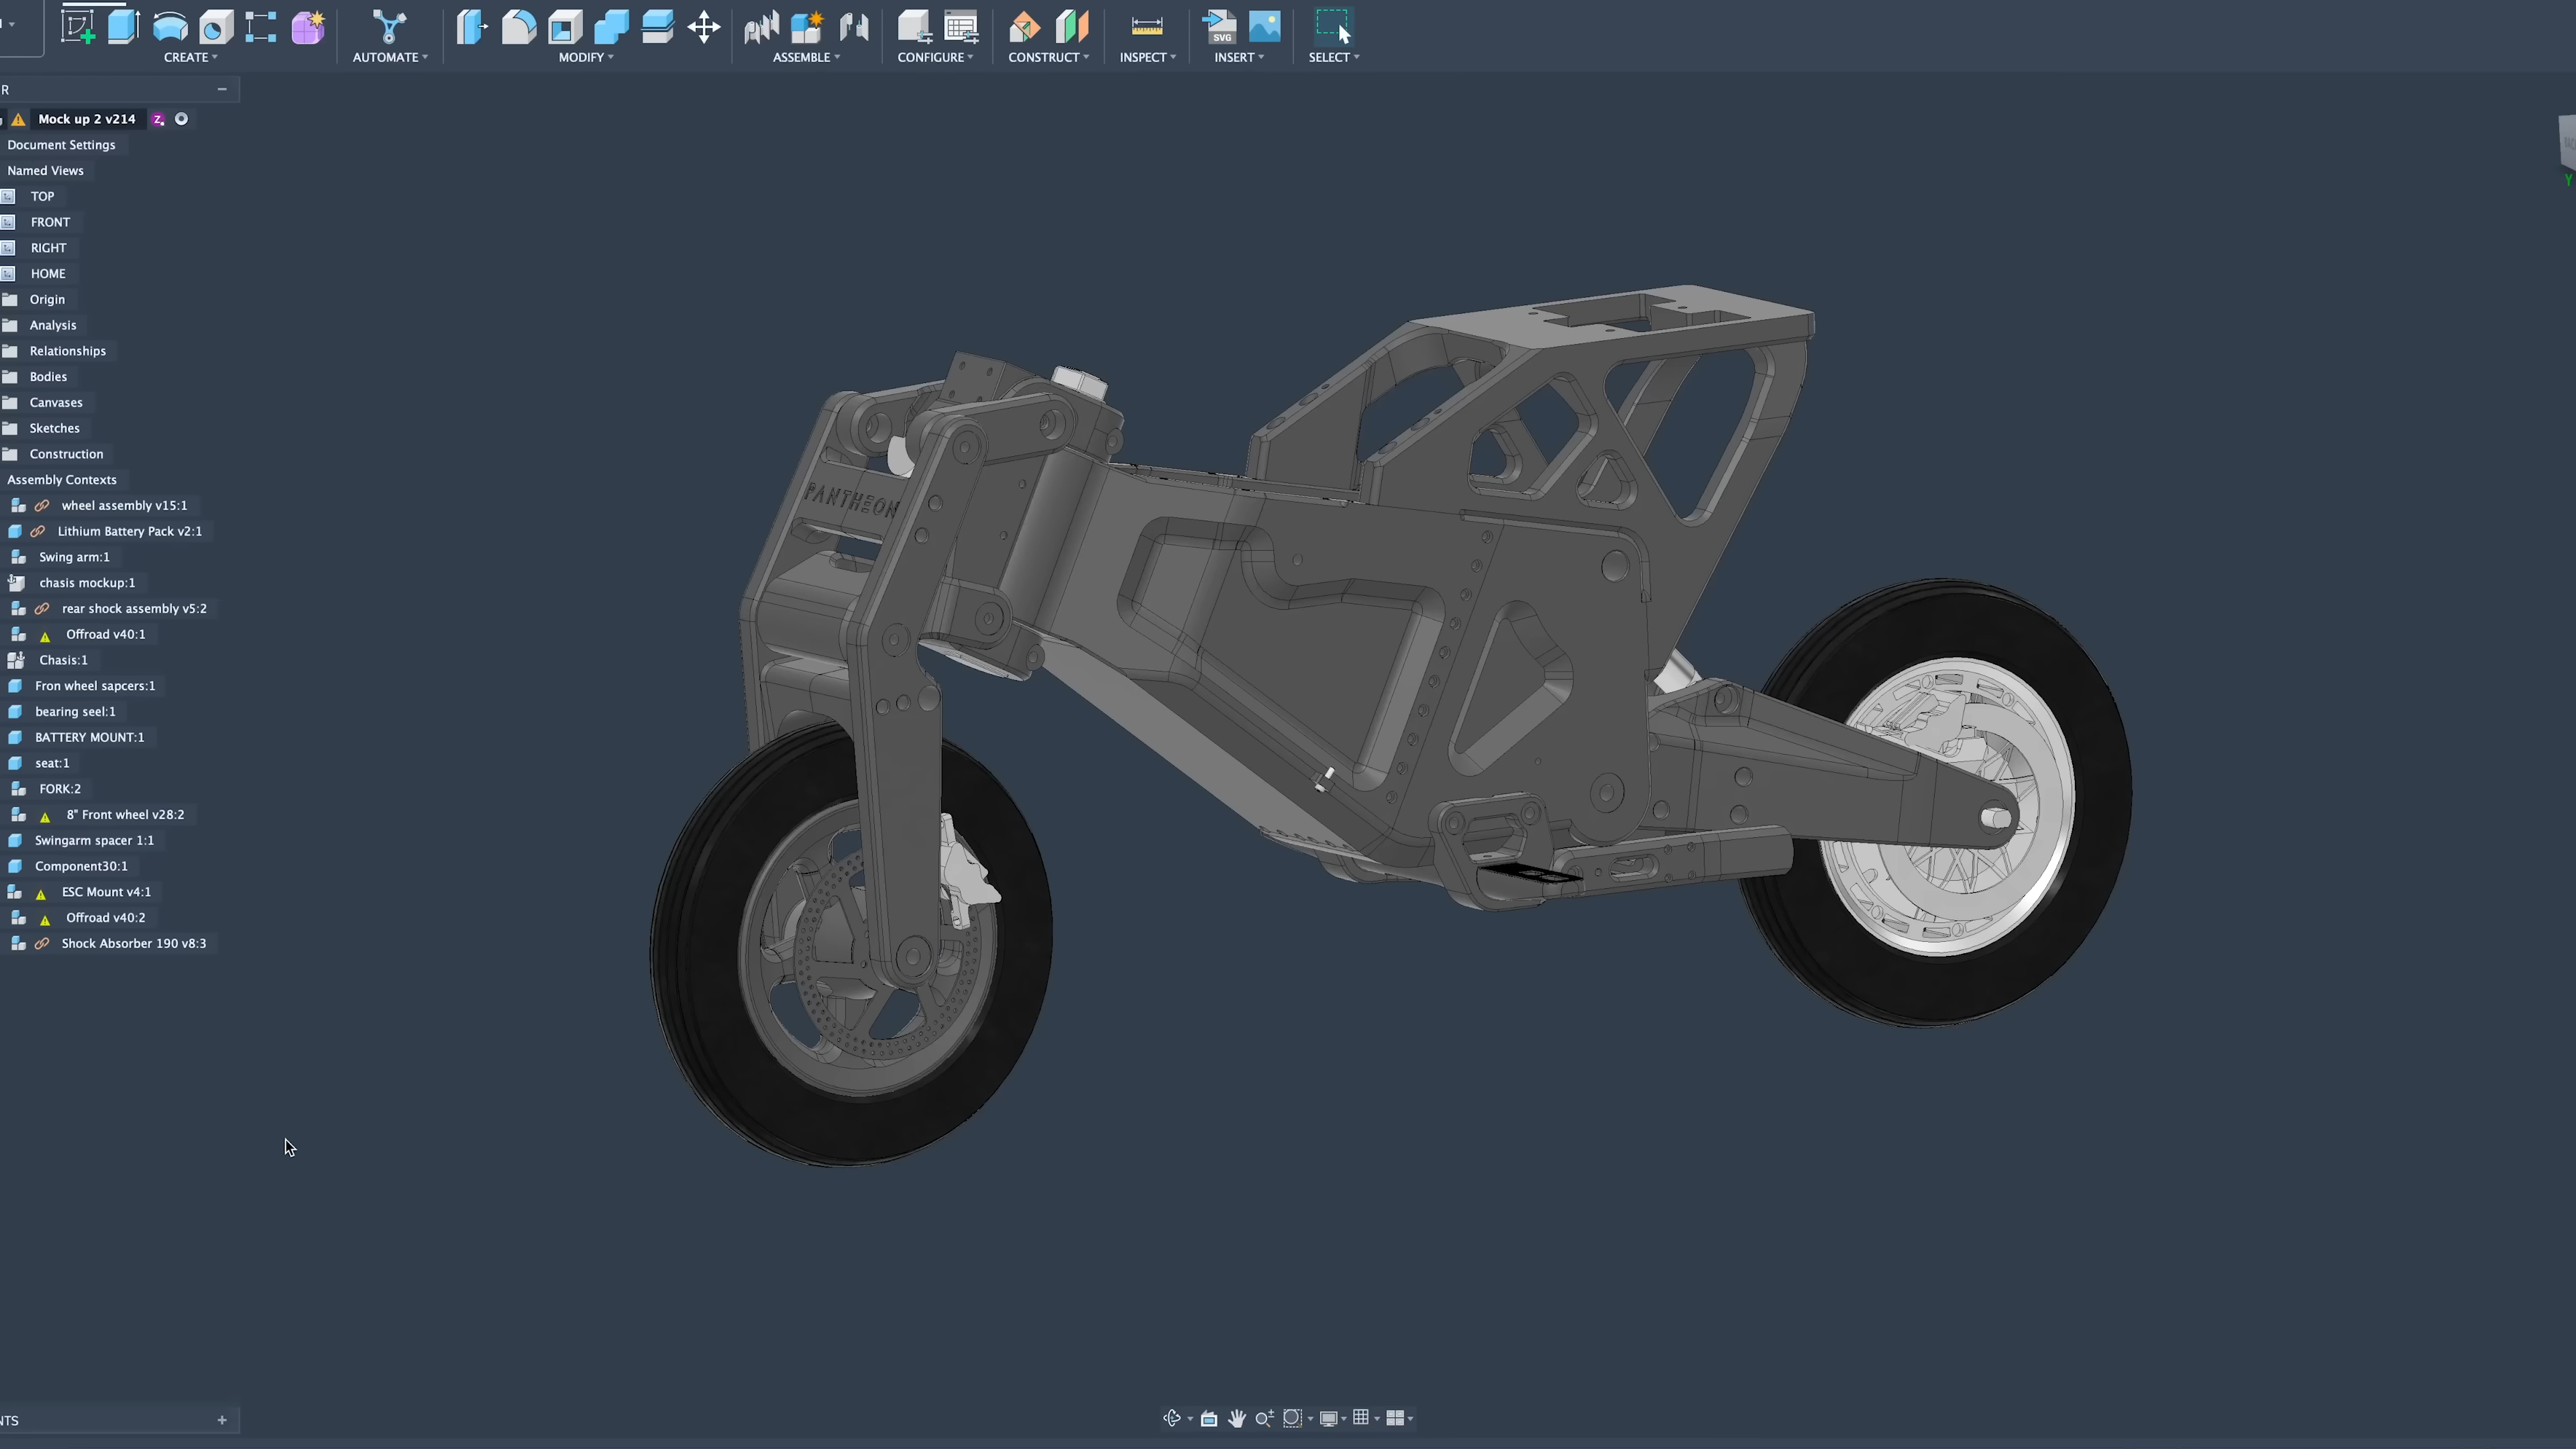 CREATE
AUTOMATE
MODIFY
ASSEMBLE
CONFIGURE
CONSTRUCT
INSPECT
INSERT
SELECT
SVG
R
Mock up 2 v214
Z
Document Settings
Named Views
TOP
FRONT
RIGHT
HOME
Origin
Analysis
Relationships
Bodies
Canvases
Sketches
Construction
Assembly Contexts
wheel assembly v15:1
Lithium Battery Pack v2:1
Swing arm:1
chasis mockup:1
rear shock assembly v5:2
Offroad v40:1
Chasis:1
Fron wheel sapcers:1
bearing seel:1
BATTERY MOUNT:1
seat:1
FORK:2
8" Front wheel v28:2
Swingarm spacer 1:1
Component30:1
ESC Mount v4:1
Offroad v40:2
Shock Absorber 190 v8:3
PANTHEON
Y
NTS